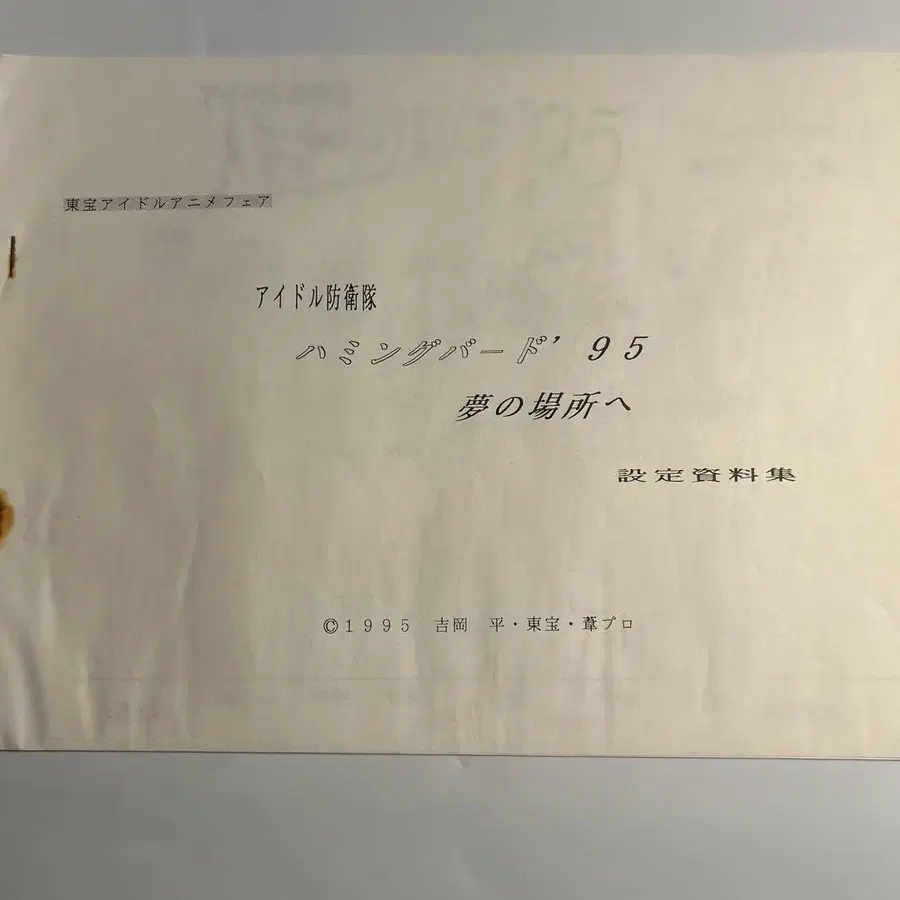 東宝アイドルアニメフェア
アイドル防衛隊
ハミングバード’９５
夢の場所へ
設定資料集
©１９９５　吉岡　平・東宝・葦プロ